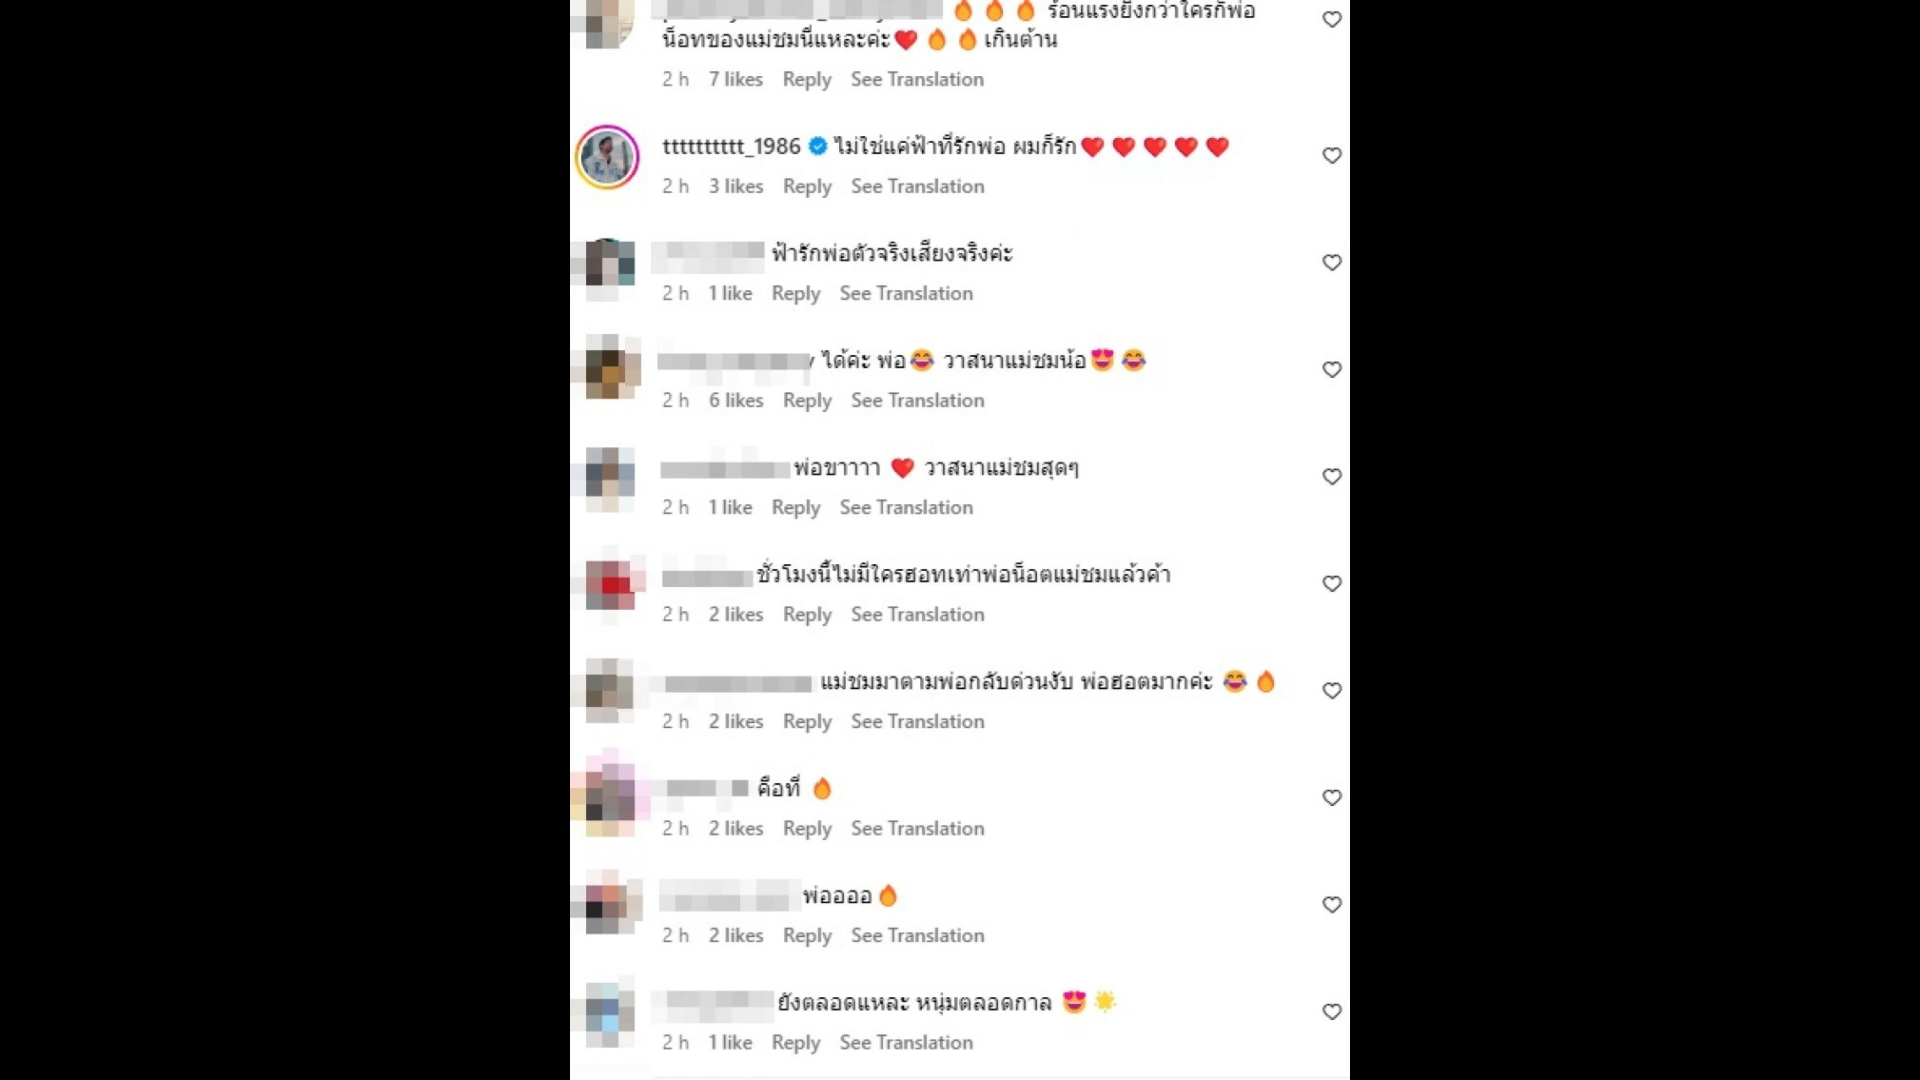 🔥 🔥 🔥 ร้อนแรงยิ่งกว่าใครก็พ่อ
น็อทของแม่ชมนี่แหละค่ะ❤️ 🔥 🔥 เกินต้าน
2 h 7 likes Reply See Translation
tttttttttt_1986 ไม่ใช่แค่ฟ้าที่รักพ่อ ผมก็รัก❤️ ❤️ ❤️ ❤️ ❤️
2 h 3 likes Reply See Translation
ฟ้ารักพ่อตัวจริงเสียงจริงค่ะ
2 h 1 like Reply See Translation
ได้ค่ะ พ่อ😂 วาสนาแม่ชมน้อ😍 😂
2 h 6 likes Reply See Translation
พ่อขาาาา ❤️ วาสนาแม่ชมสุดๆ
2 h 1 like Reply See Translation
ชั่วโมงนี้ไม่มีใครฮอทเท่าพ่อน็อตแม่ชมแล้วค้า
2 h 2 likes Reply See Translation
แม่ชมมาตามพ่อกลับด่วนงับ พ่อฮอตมากค่ะ 😂 🔥
2 h 2 likes Reply See Translation
คือที่ 🔥
2 h 2 likes Reply See Translation
พ่ออออ🔥
2 h 2 likes Reply See Translation
ยังตลอดแหละ หนุ่มตลอดกาล 😍 🌟
2 h 1 like Reply See Translation